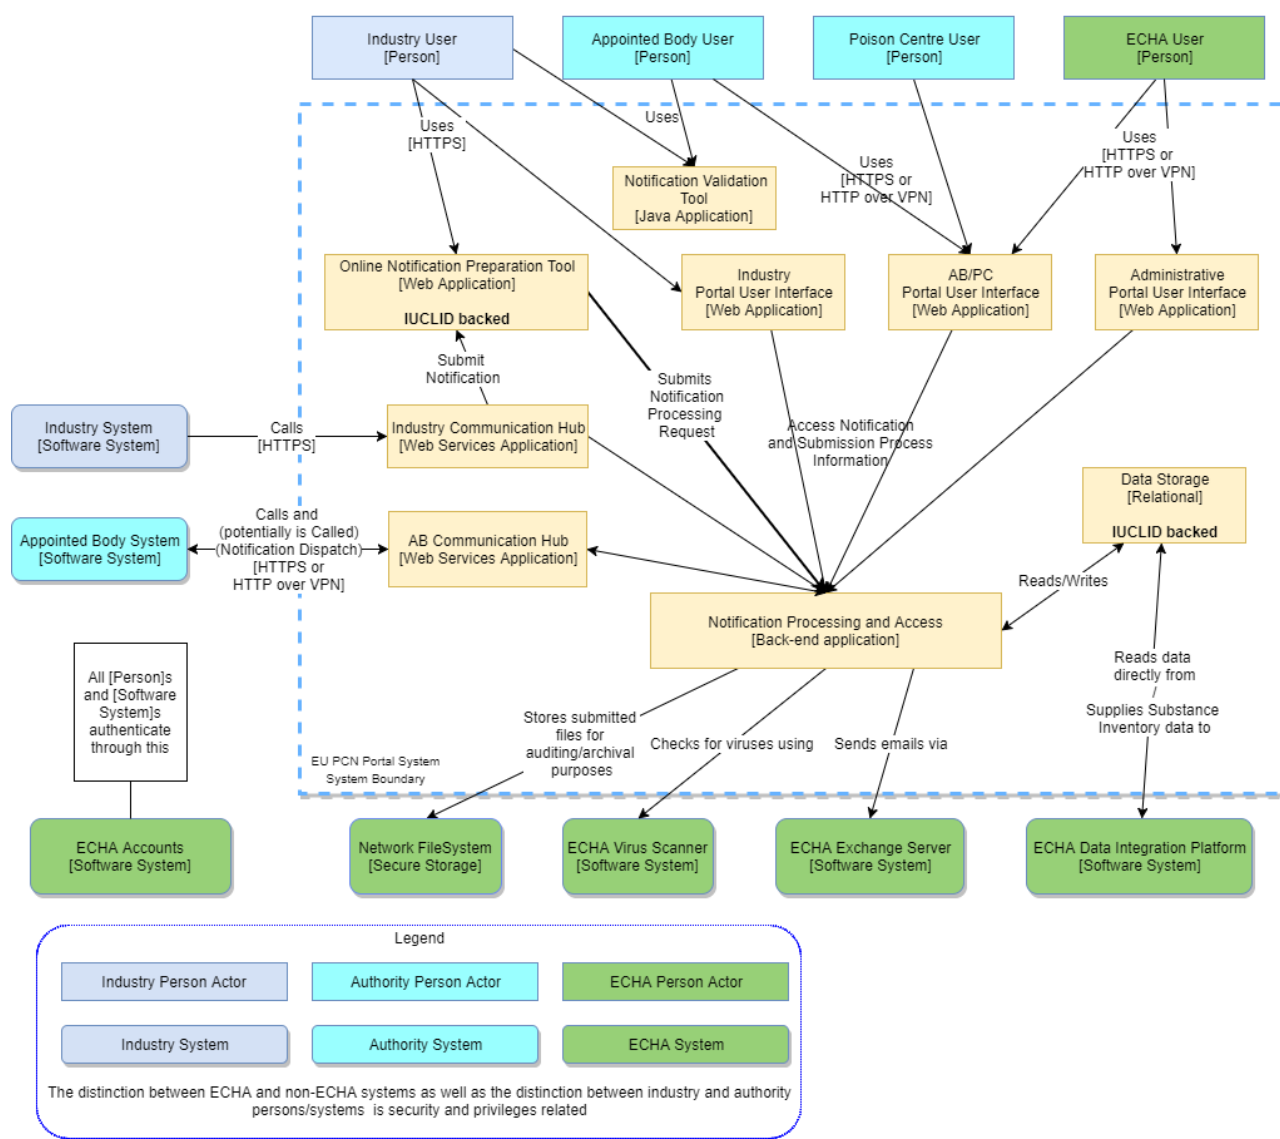 Industry User
[Person]
Appointed Body User
[Person]
Poison Centre User
[Person]
ECHA User
[Person]
Uses
[HTTPS]
Uses
Uses
[HTTPS or
HTTP over VPN]
Uses
[HTTPS or
HTTP over VPN]
Notification Validation
Tool
[Java Application]
Online Notification Preparation Tool
[Web Application]
IUCLID backed
Industry
Portal User Interface
[Web Application]
AB/PC
Portal User Interface
[Web Application]
Administrative
Portal User Interface
[Web Application]
Submit
Notification
Submits
Notification
Processing
Request
Access Notification
and Submission Process
Information
Industry System
[Software System]
Calls
[HTTPS]
Industry Communication Hub
[Web Services Application]
Data Storage
[Relational]
IUCLID backed
Appointed Body System
[Software System]
Calls and
(potentially is Called)
(Notification Dispatch)
[HTTPS or
HTTP over VPN]
AB Communication Hub
[Web Services Application]
Reads/Writes
Notification Processing and Access
[Back-end application]
All [Person]s
and [Software
System]s
authenticate
through this
Reads data
directly from
Supplies Substance
Inventory data to
Stores submitted
files for
auditing/archival
purposes
Checks for viruses using
Sends emails via
EU PCN Portal System
System Boundary
ECHA Accounts
[Software System]
Network FileSystem
[Secure Storage]
ECHA Virus Scanner
[Software System]
ECHA Exchange Server
[Software System]
ECHA Data Integration Platform
[Software System]
Legend
Industry Person Actor
Authority Person Actor
ECHA Person Actor
Industry System
Authority System
ECHA System
The distinction between ECHA and non-ECHA systems as well as the distinction between industry and authority
persons/systems is security and privileges related